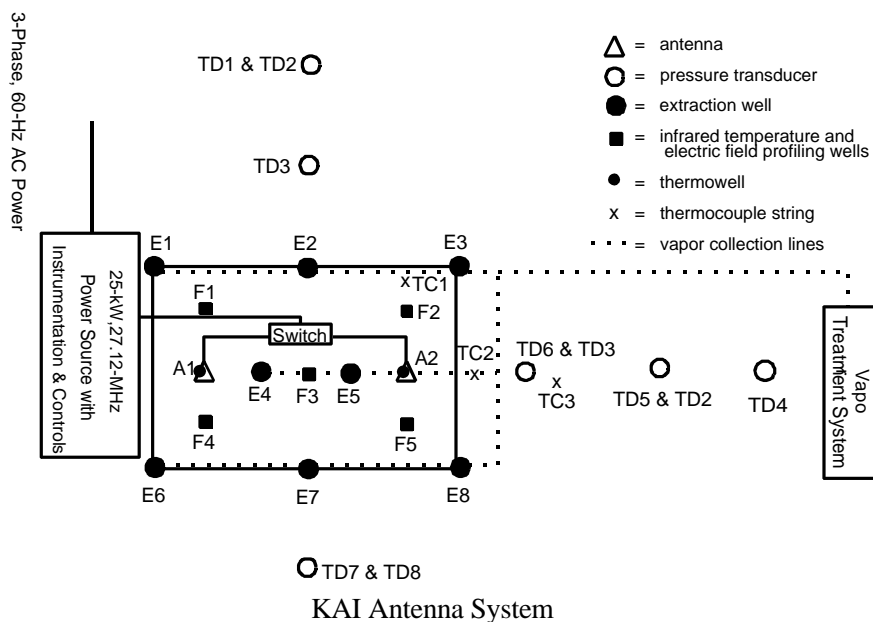 3-Phase, 60-Hz AC Power
TD1 & TD2
TD3
= antenna
= pressure transducer
= extraction well
= infrared temperature and
electric field profiling wells
= thermowell
x = thermocouple string
= vapor collection lines
25-kW,27.12-MHz
Power Source with
Instrumentation & Controls
E1
E2
E3
x TC1
F1
F2
Switch
A1
A2
E4
F3
E5
TC2
x
TD6 & TD3
x
TC3
TD5 & TD2
TD4
Vapo
Treatment System
F4
F5
E6
E7
E8
TD7 & TD8
KAI Antenna System